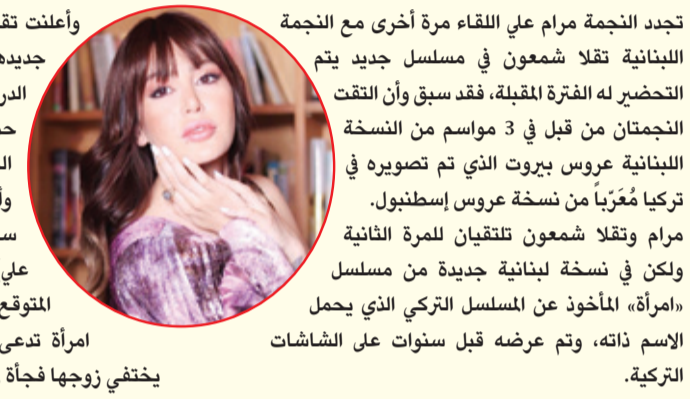 تجدد النجمة مرام علي اللقاء مرة أخرى مع النجمة
اللبنانية تقلا شمعون في مسلسل جديد يتم
التحضير له الفترة المقبلة، فقد سبق وأن التقت
النجمتان من قبل في 3 مواسم من النسخة
اللبنانية عروس بيروت الذي تم تصويره في
تركيا مُعَرّباً من نسخة عروس إسطنبول.
مرام وتقلا شمعون تلتقيان للمرة الثانية
ولكن في نسخة لبنانية جديدة من مسلسل
«امرأة» المأخوذ عن المسلسل التركي الذي يحمل
الاسم ذاته، وتم عرضه قبل سنوات على الشاشات
التركية.
وأعلنت
علي
المتوقع
امرأة تدعى
يختفي زوجها فجأة